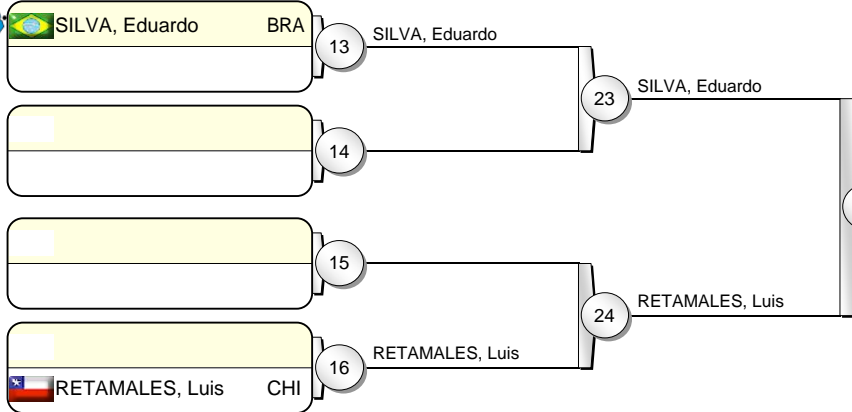 SILVA, Eduardo BRA
13
SILVA, Eduardo
23
SILVA, Eduardo
14
15
24
RETAMALES, Luis
16
RETAMALES, Luis
RETAMALES, Luis CHI